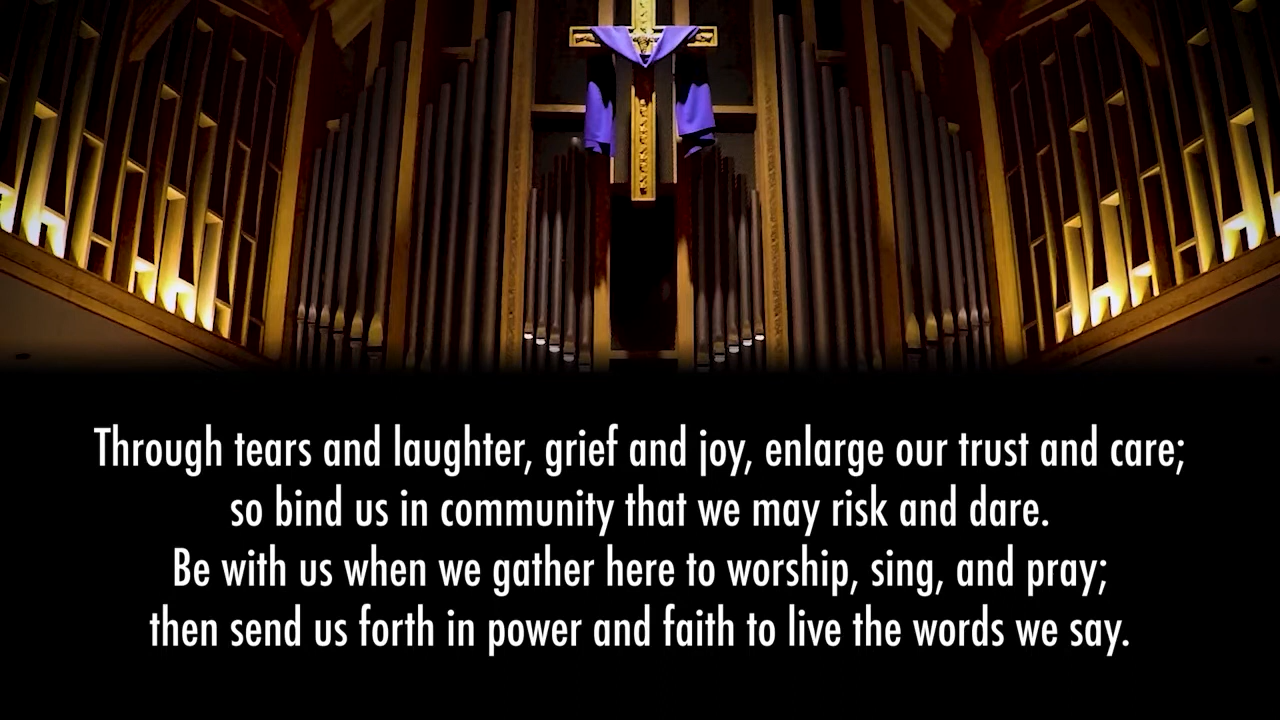 Through tears and laughter, grief and joy, enlarge our trust and care;
so bind us in community that we may risk and dare.
Be with us when we gather here to worship, sing, and pray;
then send us forth in power and faith to live the words we say.